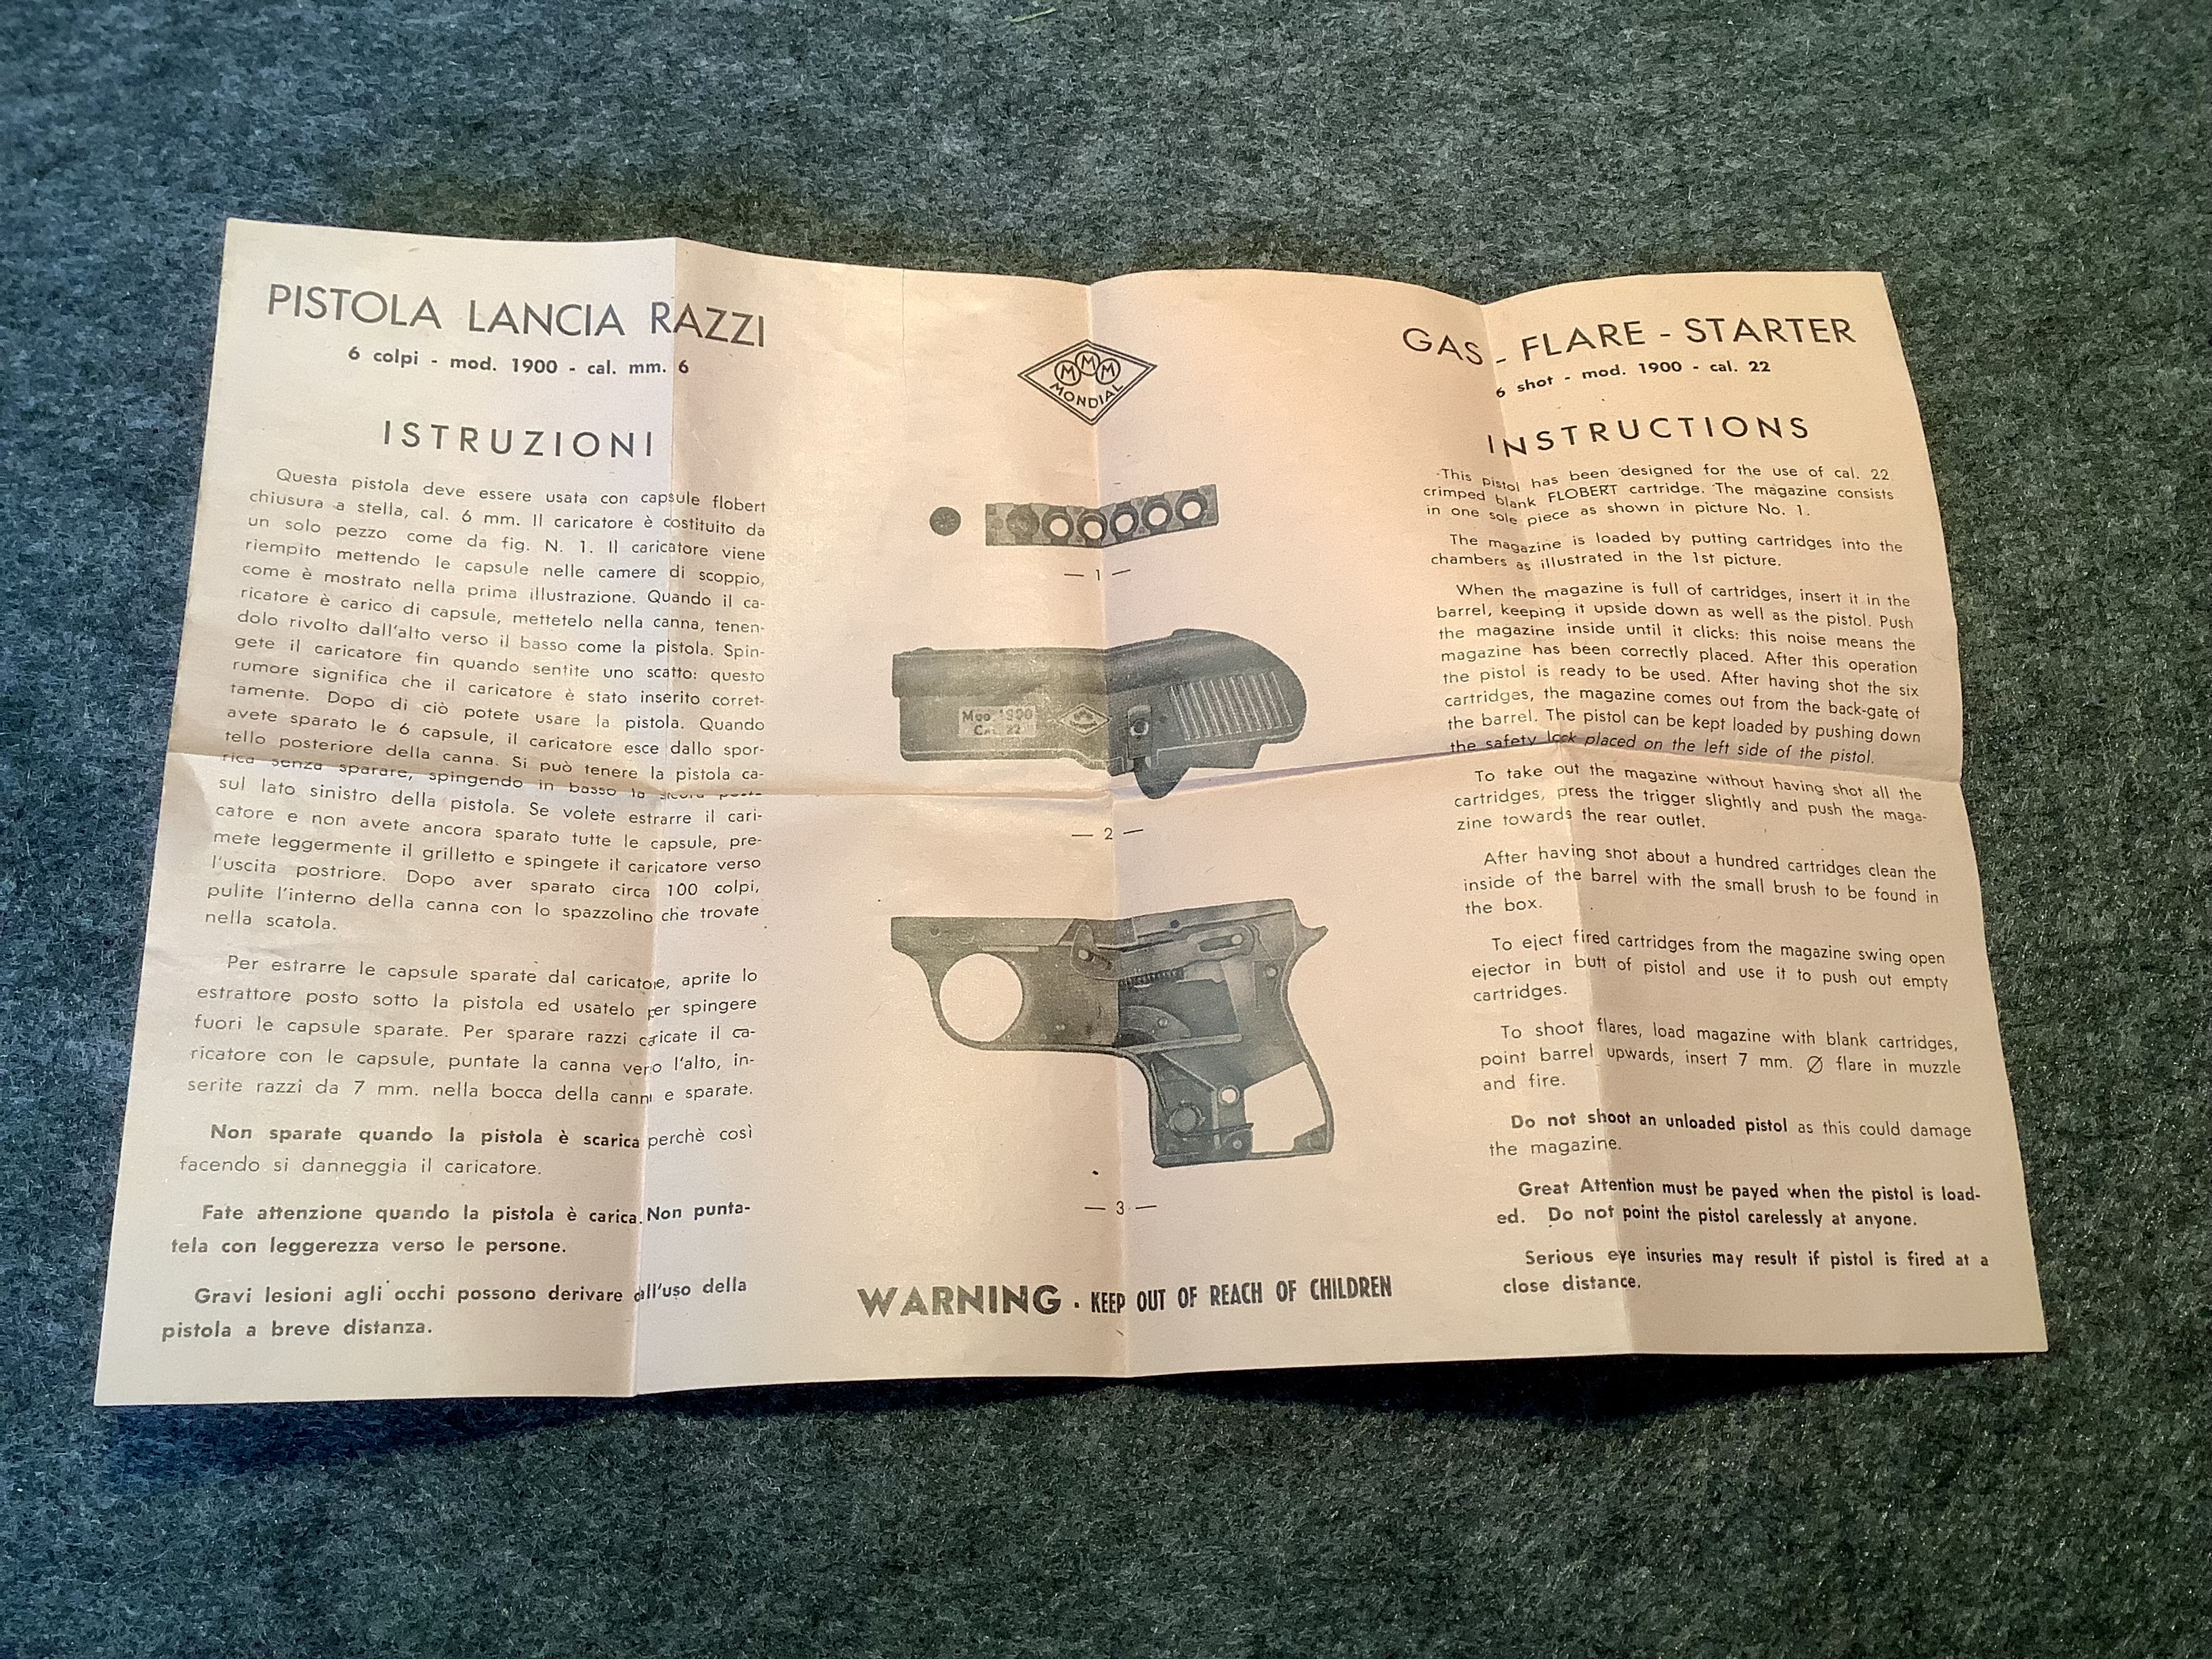 PISTOLA LANCIA RAZZI
6 colpi - mod. 1900 - cal. mm. 6
ISTRUZIONI
Questa pistola deve essere usata con capsule flobert
chiusura a stella, cal. 6 mm. Il caricatore è costituito da
un solo pezzo come da fig. N. 1. Il caricatore viene
riempito mettendo le capsule nelle camere di scoppio,
come è mostrato nella prima illustrazione. Quando il ca-
ricatore è carico di capsule, mettetelo nella canna, tenen-
dolo rivolto dall'alto verso il basso come la pistola. Spin-
gete il caricatore fin quando sentite uno scatto: questo
rumore significa che il caricatore è stato inserito corret-
tamente. Dopo di ciò potete usare la pistola. Quando
avete sparato le 6 capsule, il caricatore esce dallo spor-
tello posteriore della canna. Si può tenere la pistola ca-
rica senza sparare, spingendo in basso la
sul lato sinistro della pistola. Se volete estrarre il cari-
catore e non avete ancora sparato tutte le capsule, pre-
mete leggermente il grilletto e spingete il caricatore verso
l'uscita postriore. Dopo aver sparato circa 100 colpi,
pulite l'interno della canna con lo spazzolino che trovate
nella scatola.
Per estrarre le capsule sparate dal caricatore, aprite lo
estrattore posto sotto la pistola ed usatelo per spingere
fuori le capsule sparate. Per sparare razzi caricate il ca-
ricatore con le capsule, puntate la canna vero l'alto, in-
serite razzi da 7 mm. nella bocca della canna e sparate.
Non sparate quando la pistola è scarica perchè così
facendo si danneggia il caricatore.
Fate attenzione quando la pistola è carica. Non punta-
tela con leggerezza verso le persone.
Gravi lesioni agli occhi possono derivare all'uso della
pistola a breve distanza.
MMM
MONDIAL
— 1 —
Mod. 1900
Cal. 22
— 2 —
— 3 —
WARNING . KEEP OUT OF REACH OF CHILDREN
GAS - FLARE - STARTER
6 shot - mod. 1900 - cal. 22
INSTRUCTIONS
This pistol has been designed for the use of cal. 22
crimped blank FLOBERT cartridge. The magazine consists
in one sole piece as shown in picture No. 1.
The magazine is loaded by putting cartridges into the
chambers as illustrated in the 1st picture.
When the magazine is full of cartridges, insert it in the
barrel, keeping it upside down as well as the pistol. Push
the magazine inside until it clicks: this noise means the
magazine has been correctly placed. After this operation
the pistol is ready to be used. After having shot the six
cartridges, the magazine comes out from the back-gate of
the barrel. The pistol can be kept loaded by pushing down
the safety lock placed on the left side of the pistol.
To take out the magazine without having shot all the
cartridges, press the trigger slightly and push the maga-
zine towards the rear outlet.
After having shot about a hundred cartridges clean the
inside of the barrel with the small brush to be found in
the box.
To eject fired cartridges from the magazine swing open
ejector in butt of pistol and use it to push out empty
cartridges.
To shoot flares, load magazine with blank cartridges,
point barrel upwards, insert 7 mm. Ø flare in muzzle
and fire.
Do not shoot an unloaded pistol as this could damage
the magazine.
Great Attention must be payed when the pistol is load-
ed. Do not point the pistol carelessly at anyone.
Serious eye insuries may result if pistol is fired at a
close distance.